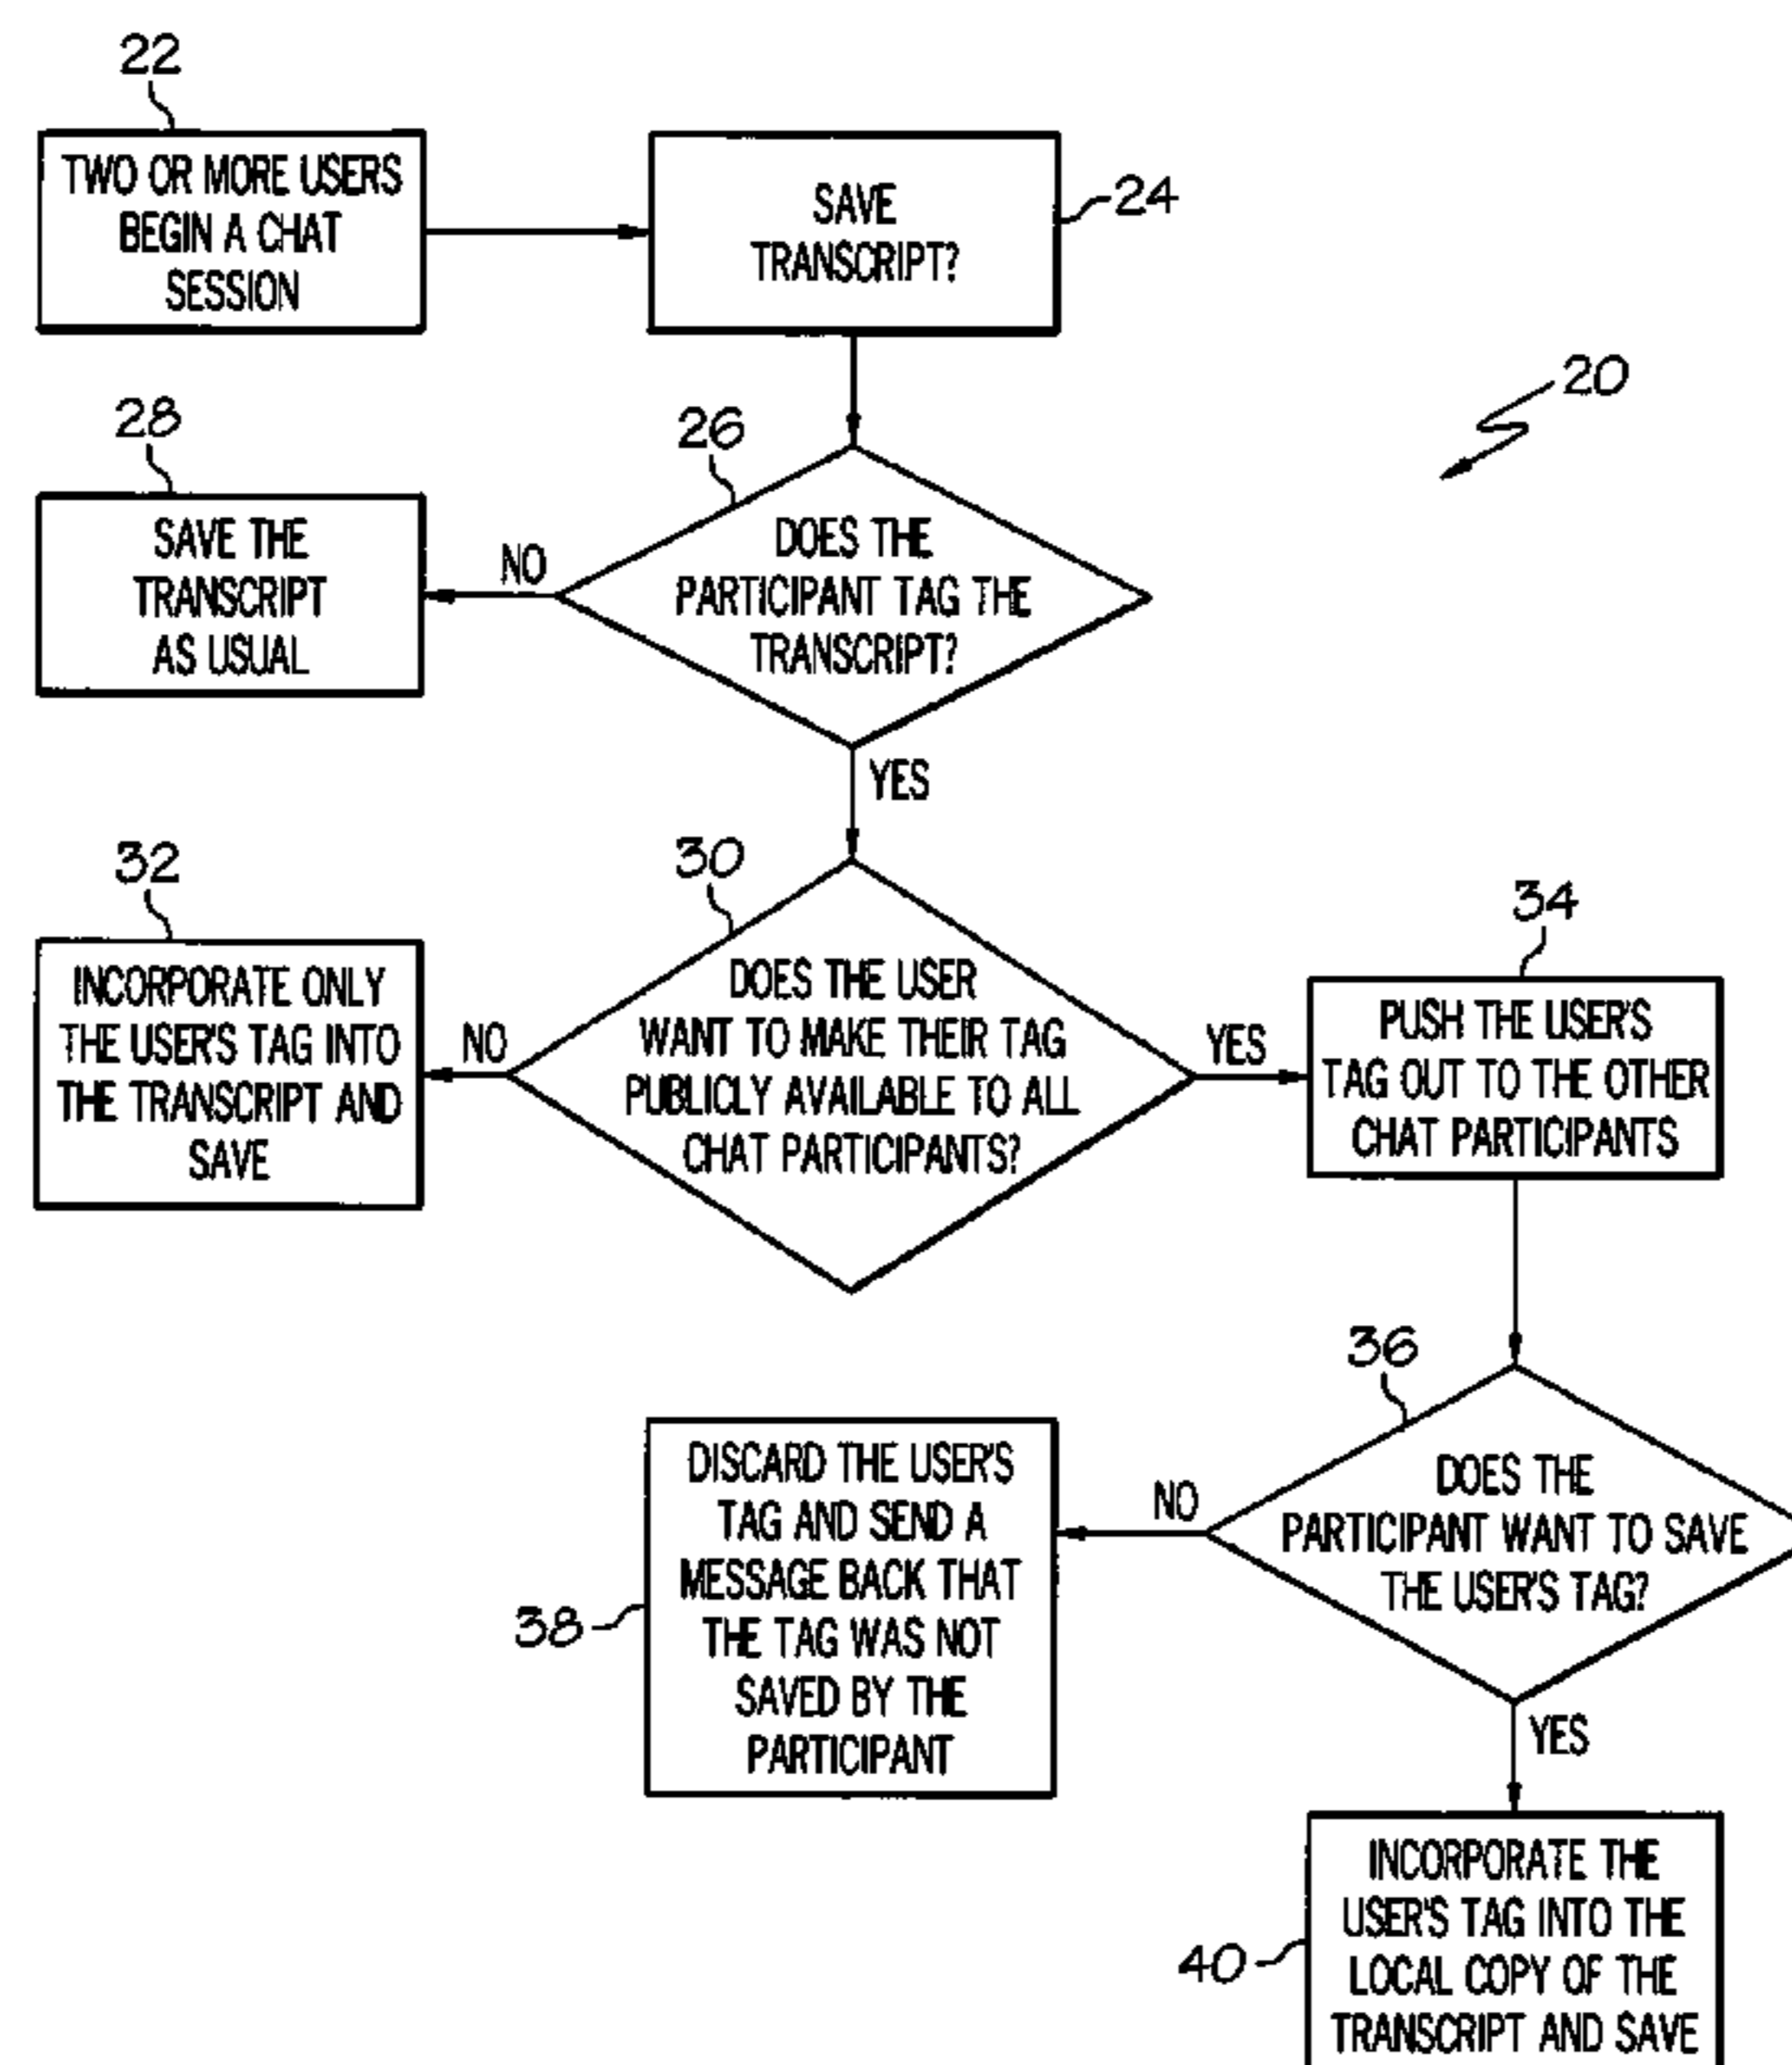 22
TWO OR MORE USERS
BEGIN A CHAT
SESSION
SAVE
TRANSCRIPT?
24
20
28
SAVE THE
TRANSCRIPT
AS USUAL
NO
26
DOES THE
PARTICIPANT TAG THE
TRANSCRIPT?
YES
32
INCORPORATE ONLY
THE USER'S TAG INTO
THE TRANSCRIPT AND
SAVE
NO
30
DOES THE USER
WANT TO MAKE THEIR TAG
PUBLICLY AVAILABLE TO ALL
CHAT PARTICIPANTS?
YES
34
PUSH THE USER'S
TAG OUT TO THE OTHER
CHAT PARTICIPANTS
36
DOES THE
PARTICIPANT WANT TO SAVE
THE USER'S TAG?
NO
38
DISCARD THE USER'S
TAG AND SEND A
MESSAGE BACK THAT
THE TAG WAS NOT
SAVED BY THE
PARTICIPANT
YES
40
INCORPORATE THE
USER'S TAG INTO THE
LOCAL COPY OF THE
TRANSCRIPT AND SAVE